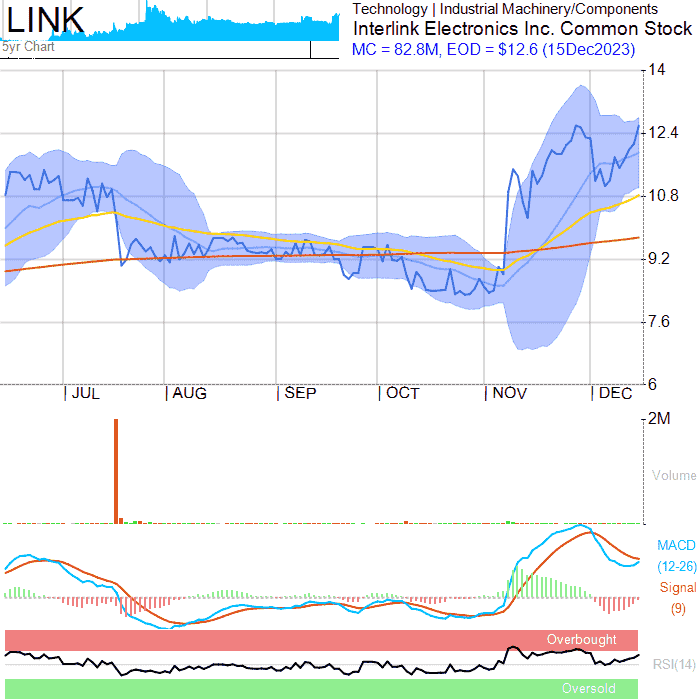 LINK
5yr Chart
Technology | Industrial Machinery/Components
Interlink Electronics Inc. Common Stock
MC = 82.8M, EOD = $12.6 (15Dec2023)
14
12.4
10.8
9.2
7.6
6
| JUL | AUG | SEP | OCT | NOV | DEC
2M
Volume
MACD
(12-26)
Signal
(9)
Overbought
RSI(14)
Oversold